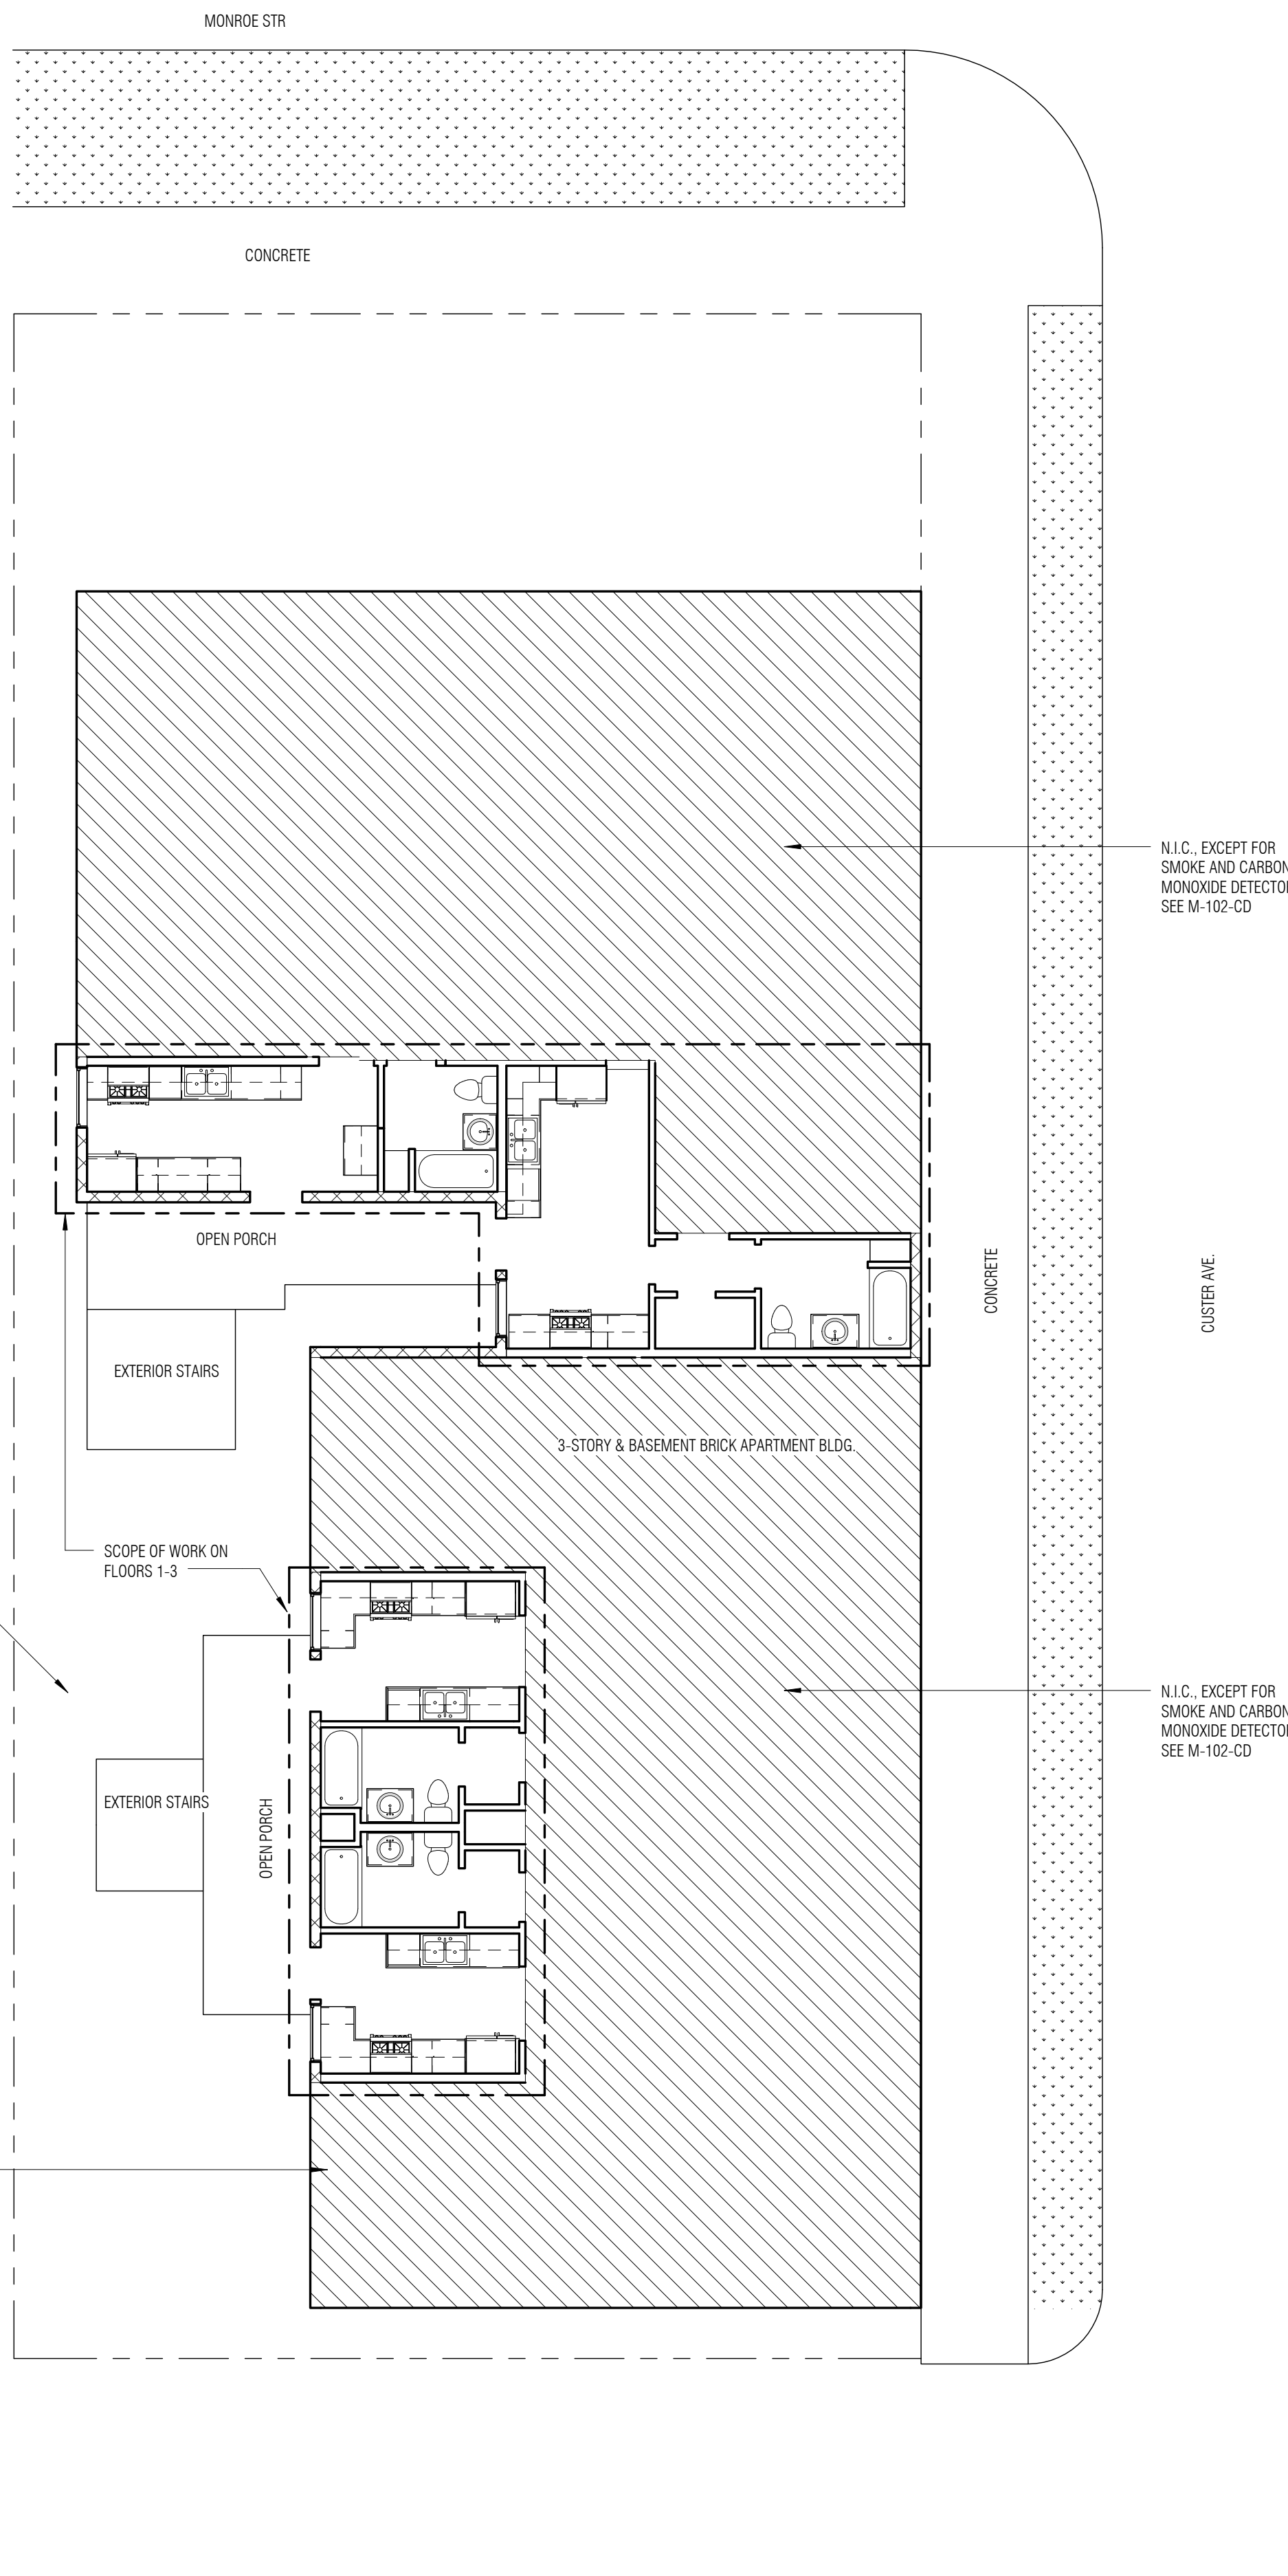 MONROE STR
CONCRETE
N.I.C., EXCEPT FOR
SMOKE AND CARBON
MONOXIDE DETECTO
SEE M-102-CD
OPEN PORCH
CONCRETE
CUSTER AVE.
EXTERIOR STAIRS
3-STORY & BASEMENT BRICK APARTMENT BLDG.
SCOPE OF WORK ON
FLOORS 1-3
N.I.C., EXCEPT FOR
SMOKE AND CARBON
MONOXIDE DETECTO
SEE M-102-CD
EXTERIOR STAIRS
OPEN PORCH